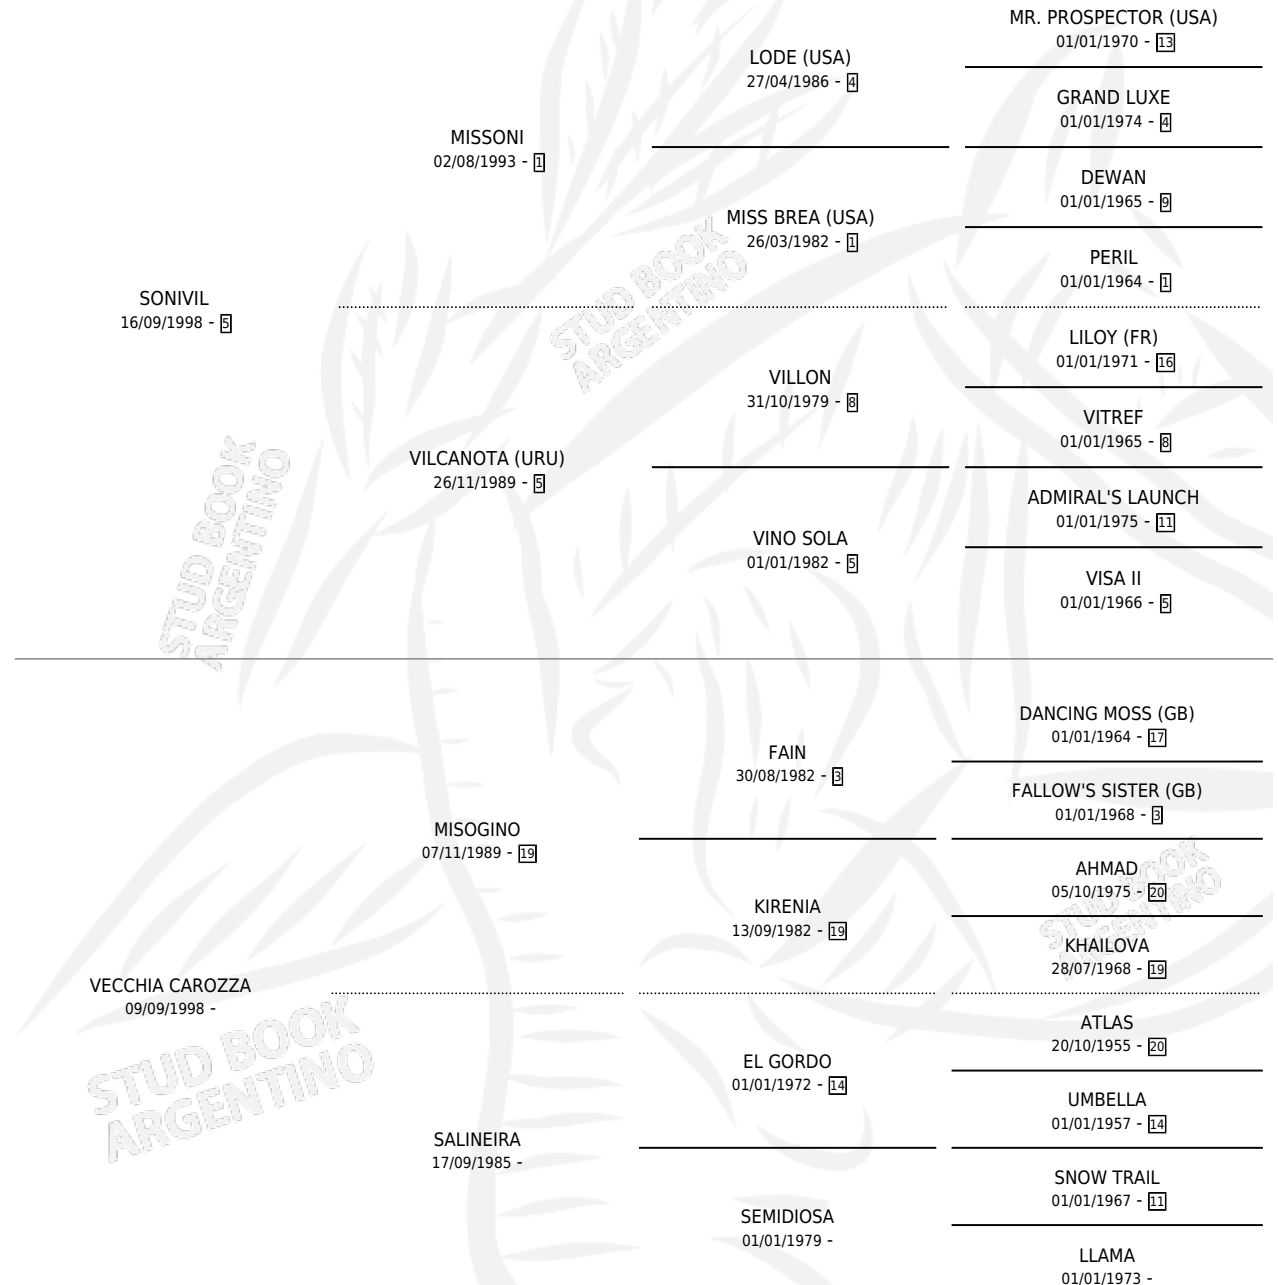 MR. PROSPECTOR (USA)
01/01/1970 - 13
LODE (USA)
27/04/1986 - 4
GRAND LUXE
01/01/1974 - 4
MISSONI
02/08/1993 - 1
DEWAN
01/01/1965 - 9
MISS BREA (USA)
26/03/1982 - 1
PERIL
01/01/1964 - 1
SONIVIL
16/09/1998 - 5
LILOY (FR)
01/01/1971 - 16
VILLON
31/10/1979 - 8
VITREF
01/01/1965 - 8
VILCANOTA (URU)
26/11/1989 - 5
ADMIRAL'S LAUNCH
01/01/1975 - 11
VINO SOLA
01/01/1982 - 5
VISA II
01/01/1966 - 5
STUD BOOK
ARGENTINO
STUD BOOK
ARGENTINO
DANCING MOSS (GB)
01/01/1964 - 17
FAIN
30/08/1982 - 3
FALLOW'S SISTER (GB)
01/01/1968 - 3
MISOGINO
07/11/1989 - 19
AHMAD
05/10/1975 - 20
KIRENIA
13/09/1982 - 19
KHAILOVA
28/07/1968 - 19
VECCHIA CAROZZA
09/09/1998 -
ATLAS
20/10/1955 - 20
EL GORDO
01/01/1972 - 14
UMBELLA
01/01/1957 - 14
SALINEIRA
17/09/1985 -
SNOW TRAIL
01/01/1967 - 11
SEMIDIOSA
01/01/1979 -
LLAMA
01/01/1973 -
STUD BOOK
ARGENTINO
STUD BOOK
ARGENTINO